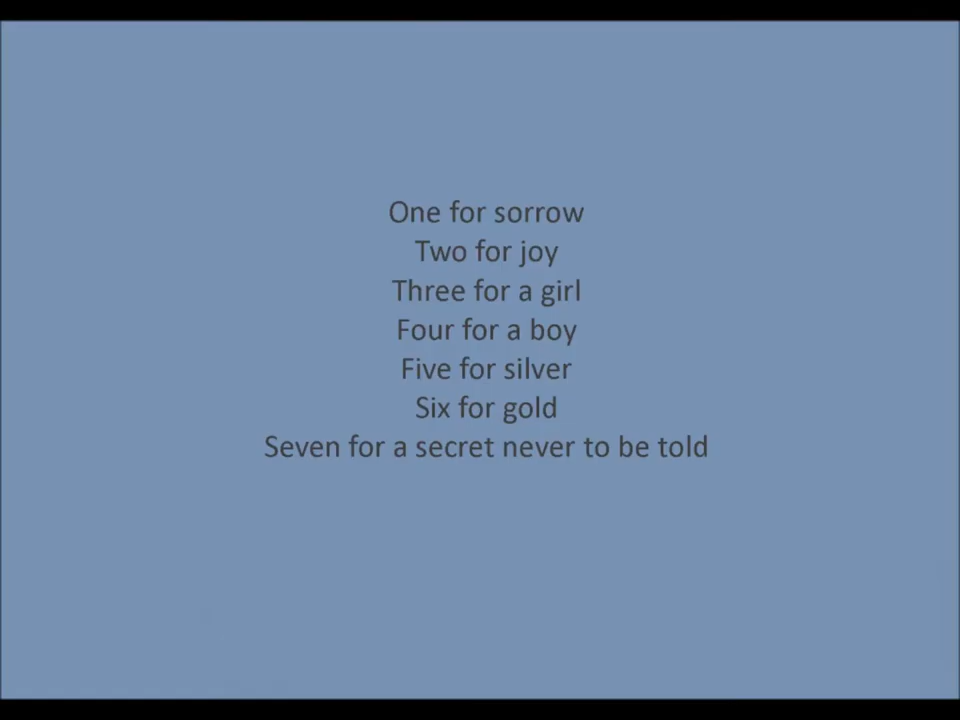 One for sorrow
Two for joy
Three for a girl
Four for a boy
Five for silver
Six for gold
Seven for a secret never to be told